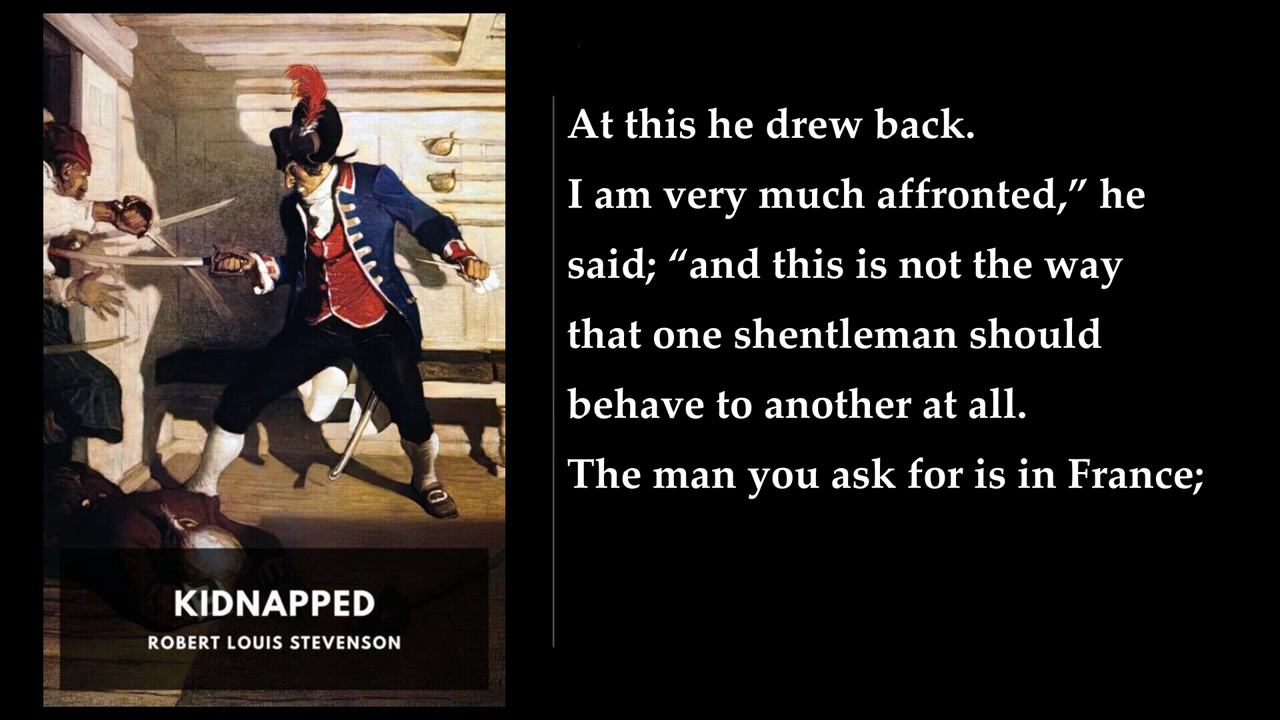 At this he drew back.
I am very much affronted,” he
said; “and this is not the way
that one shentleman should
behave to another at all.
The man you ask for is in France;
KIDNAPPED
ROBERT LOUIS STEVENSON